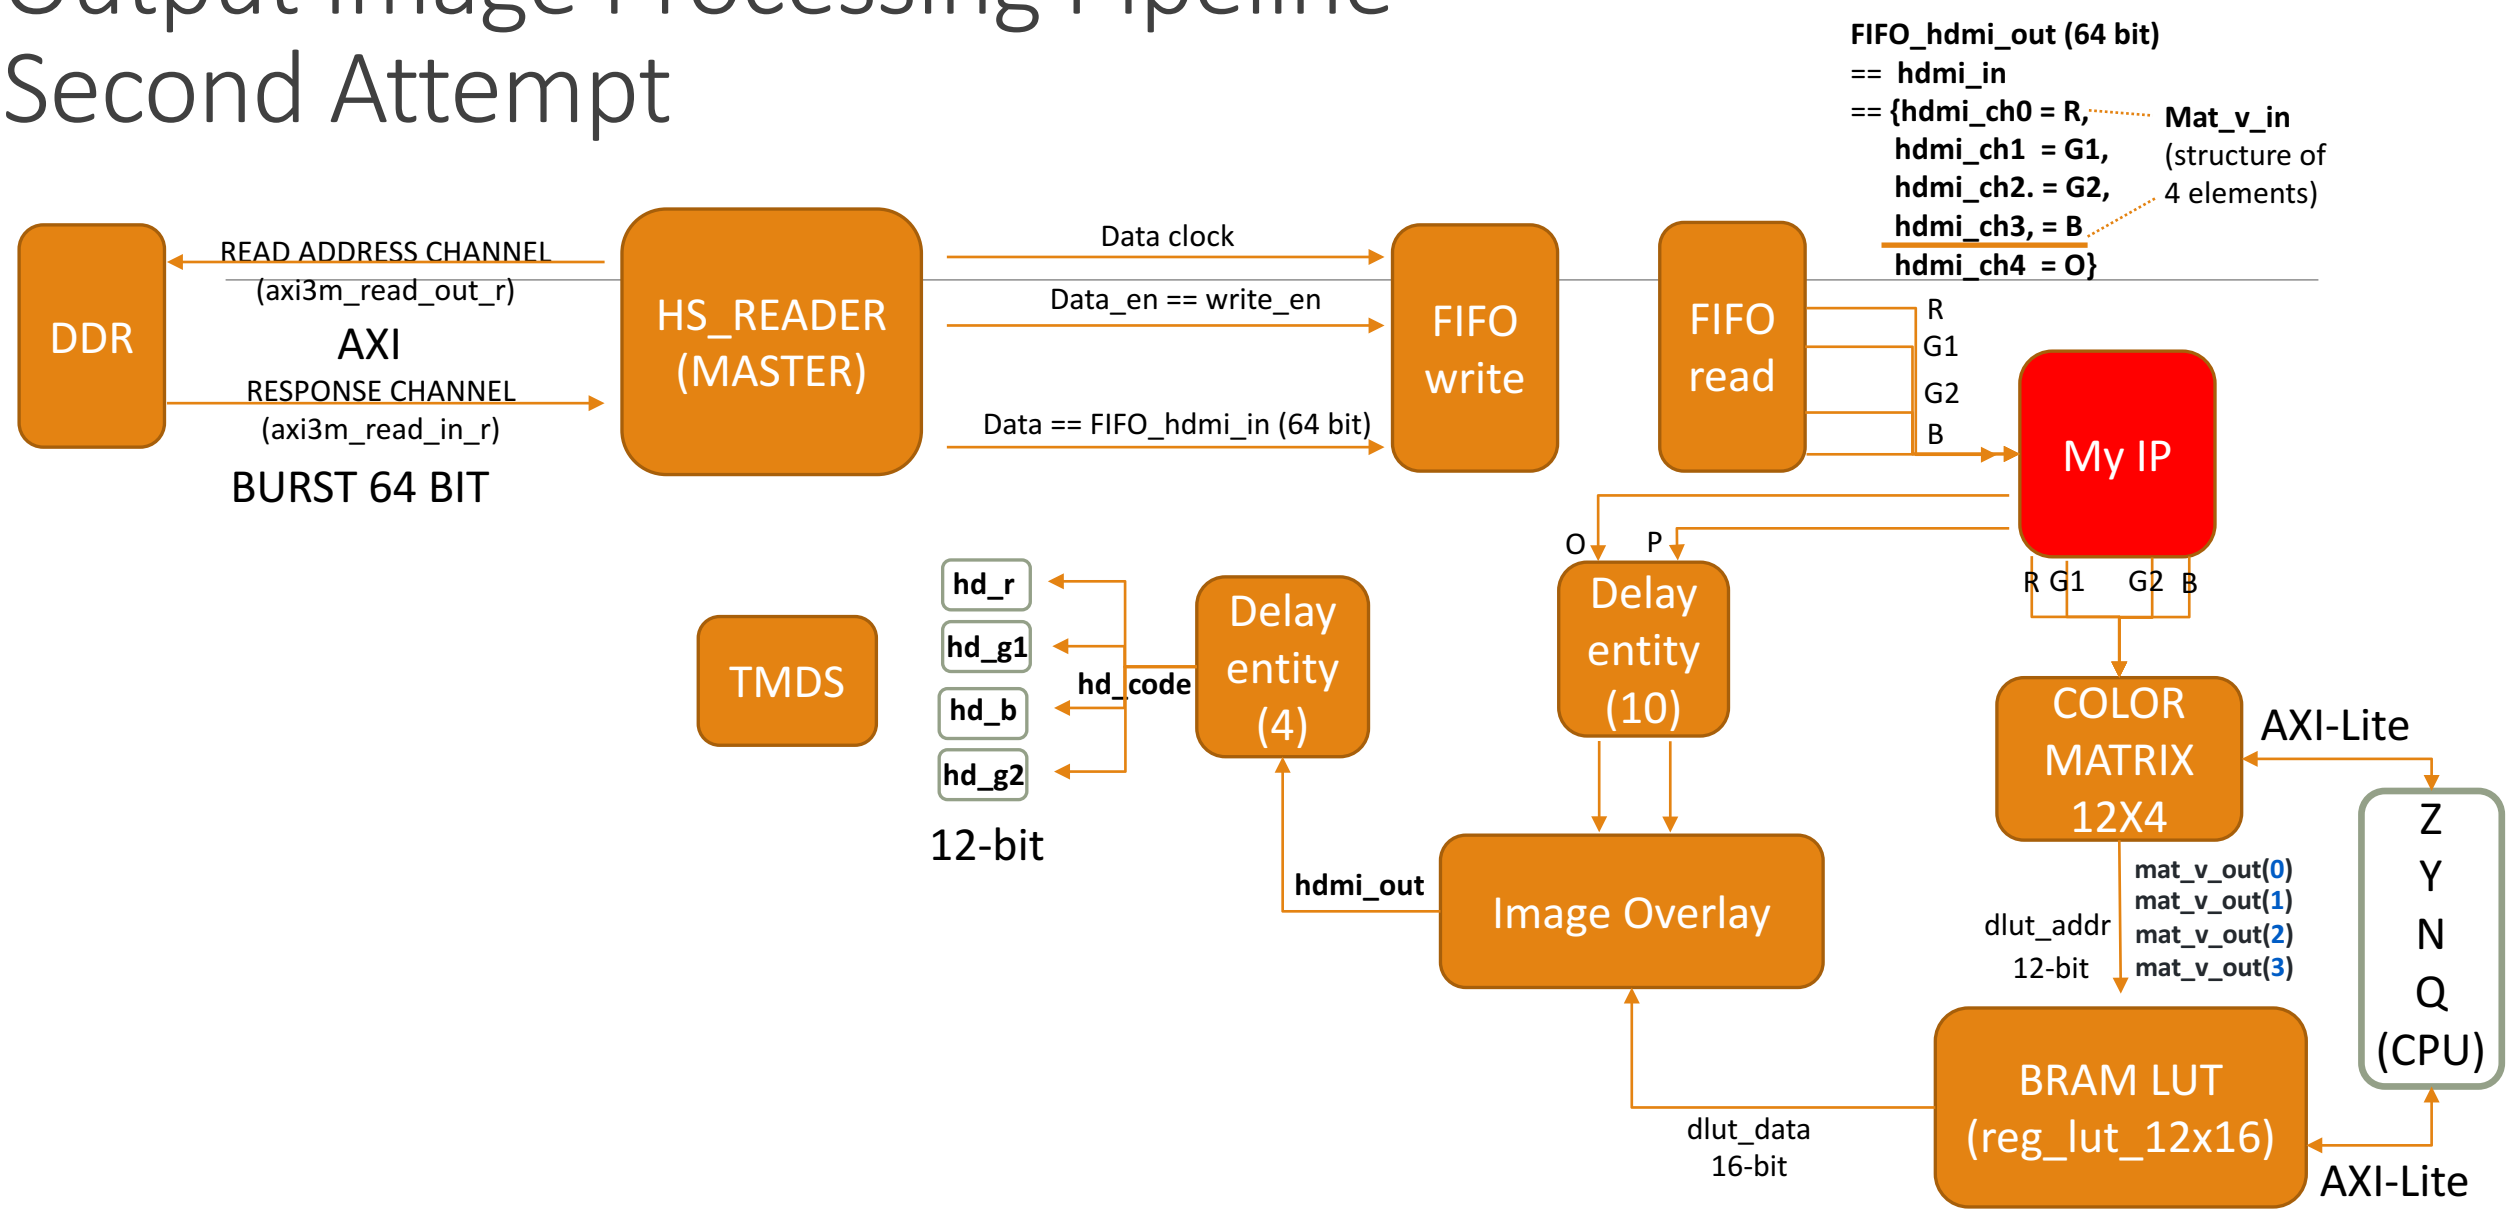 Output Image Processing Pipeline
Second Attempt
FIFO_hdmi_out (64 bit)
== hdmi_in
== {hdmi_ch0 = R,
hdmi_ch1 = G1,
hdmi_ch2. = G2,
hdmi_ch3, = B
hdmi_ch4 = O}
Mat_v_in
(structure of
4 elements)
DDR
READ ADDRESS CHANNEL
(axi3m_read_out_r)
AXI
RESPONSE CHANNEL
(axi3m_read_in_r)
BURST 64 BIT
HS_READER
(MASTER)
Data clock
Data_en == write_en
Data == FIFO_hdmi_in (64 bit)
FIFO
write
FIFO
read
R
G1
G2
B
My IP
O
P
R
G1
G2
B
TMDS
hd_r
hd_g1
hd_b
hd_g2
12-bit
hd_code
Delay
entity
(4)
Delay
entity
(10)
COLOR
MATRIX
12X4
AXI-Lite
Z
Y
N
Q
(CPU)
hdmi_out
Image Overlay
dlut_addr
12-bit
mat_v_out(0)
mat_v_out(1)
mat_v_out(2)
mat_v_out(3)
BRAM LUT
(reg_lut_12x16)
dlut_data
16-bit
AXI-Lite